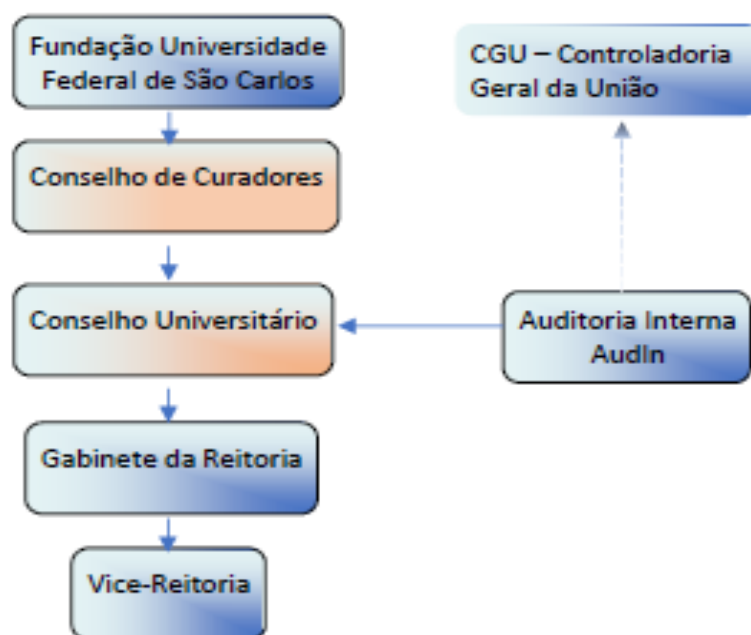 Fundação Universidade
Federal de São Carlos
CGU – Controladoria
Geral da União
Conselho de Curadores
Conselho Universitário
Auditoria Interna
AudIn
Gabinete da Reitoria
Vice-Reitoria